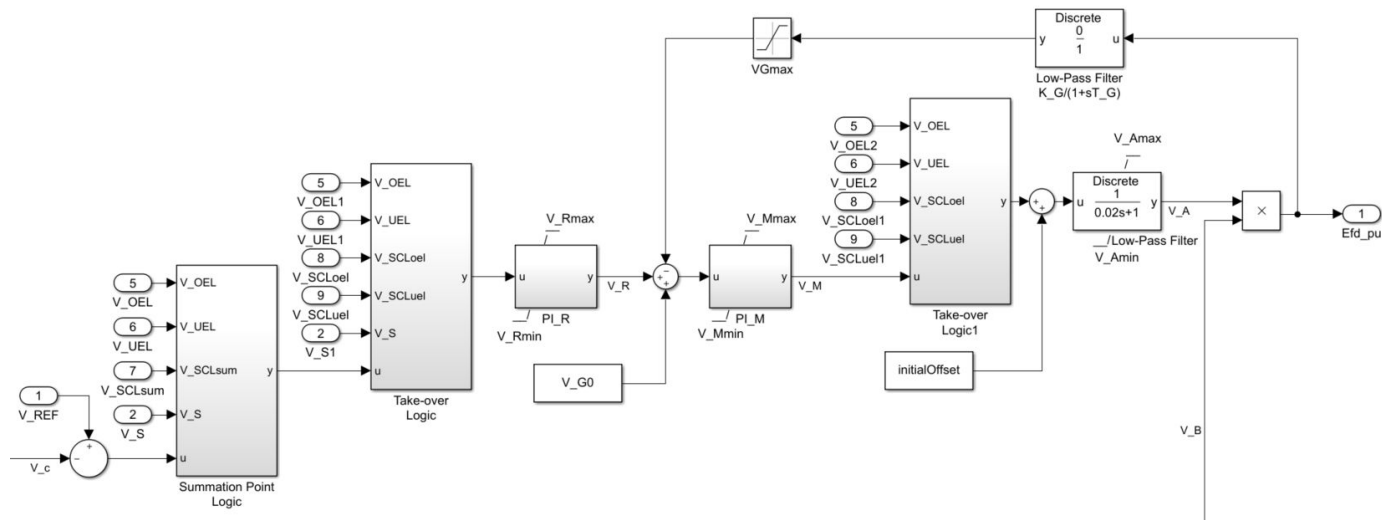 Discrete
y
0
1
u
VGmax
Low-Pass Filter
K_G/(1+sT_G)
5
V_OEL
V_OEL2
6
V_UEL
V_UEL2
8
V_SCLoel
V_SCLoel1
9
V_SCLuel
V_SCLuel1
u
y
Take-over
Logic1
V_Amax
Discrete
u
1
0.02s+1
y
V_A
Low-Pass Filter
V_Amin
×
1
Efd_pu
5
V_OEL
V_OEL1
6
V_UEL
V_UEL1
8
V_SCLoel
V_SCLoel
9
V_SCLuel
V_SCLuel
2
V_S
V_S1
u
y
Take-over
Logic
V_Rmax
u
y
PI_R
V_Rmin
V_R
−
+
+
V_Mmax
u
y
PI_M
V_Mmin
V_M
V_G0
initialOffset
+
+
V_B
5
V_OEL
V_OEL
6
V_UEL
V_UEL
7
V_SCLsum
V_SCLsum
2
V_S
V_S
u
y
Summation Point
Logic
1
V_REF
+
−
V_c